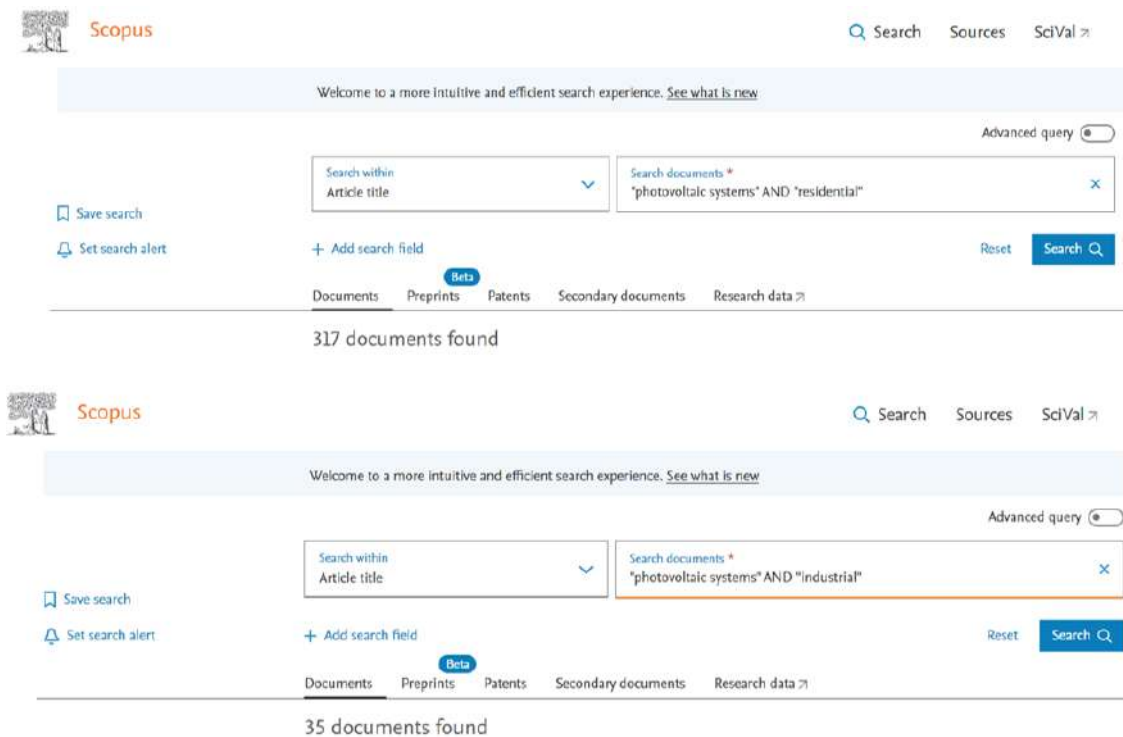 Scopus
Search Sources SciVal
Welcome to a more intuitive and efficient search experience. See what is new
Advanced query
Search within
Article title
Search documents *
"photovoltaic systems" AND "residential"
Save search
Set search alert
+ Add search field
Reset
Search
Beta
Documents Preprints Patents Secondary documents Research data
317 documents found
Scopus
Search Sources SciVal
Welcome to a more intuitive and efficient search experience. See what is new
Advanced query
Search within
Article title
Search documents *
"photovoltaic systems" AND "industrial"
Save search
Set search alert
+ Add search field
Reset
Search
Beta
Documents Preprints Patents Secondary documents Research data
35 documents found